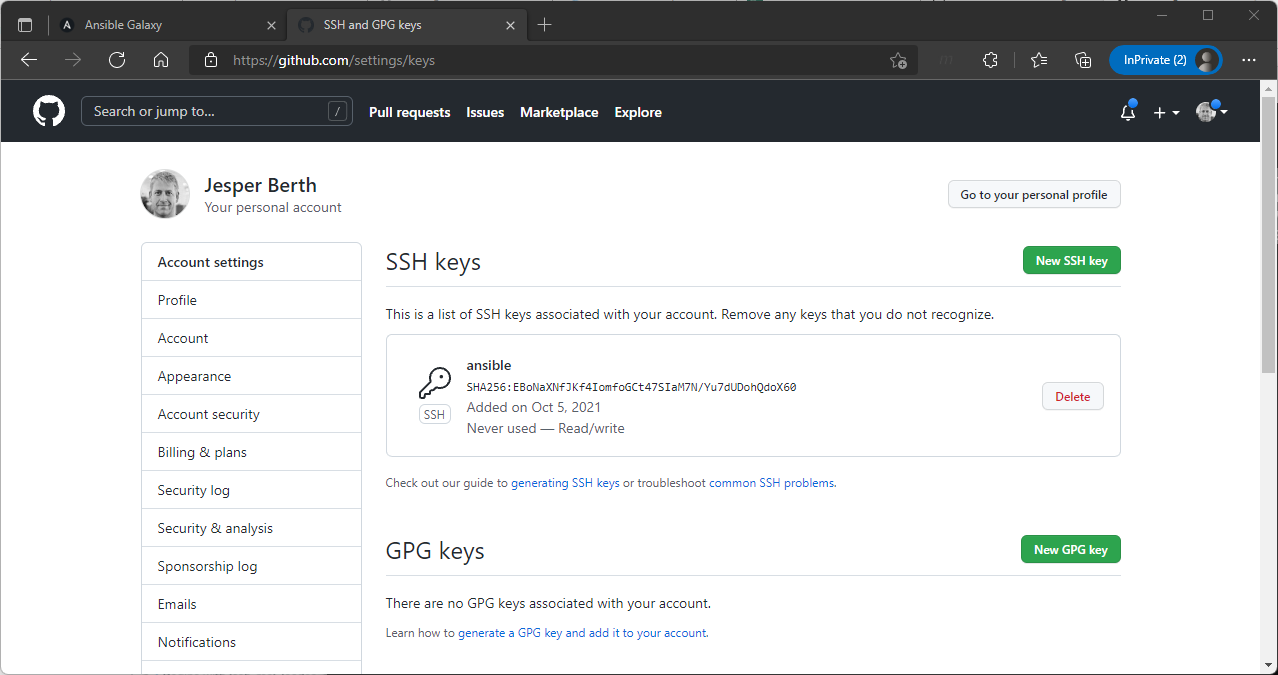 A Ansible Galaxy
SSH and GPG keys
https://github.com/settings/keys
InPrivate (2)
Search or jump to...
/
Pull requests Issues Marketplace Explore
Jesper Berth
Your personal account
Go to your personal profile
Account settings
Profile
Account
Appearance
Account security
Billing & plans
Security log
Security & analysis
Sponsorship log
Emails
Notifications
SSH keys
New SSH key
This is a list of SSH keys associated with your account. Remove any keys that you do not recognize.
SSH
ansible
SHA256:EBoNaXNfJKf4IomfoGCt47SIaM7N/Yu7dUDohQdoX60
Added on Oct 5, 2021
Never used — Read/write
Delete
Check out our guide to generating SSH keys or troubleshoot common SSH problems.
GPG keys
New GPG key
There are no GPG keys associated with your account.
Learn how to generate a GPG key and add it to your account.